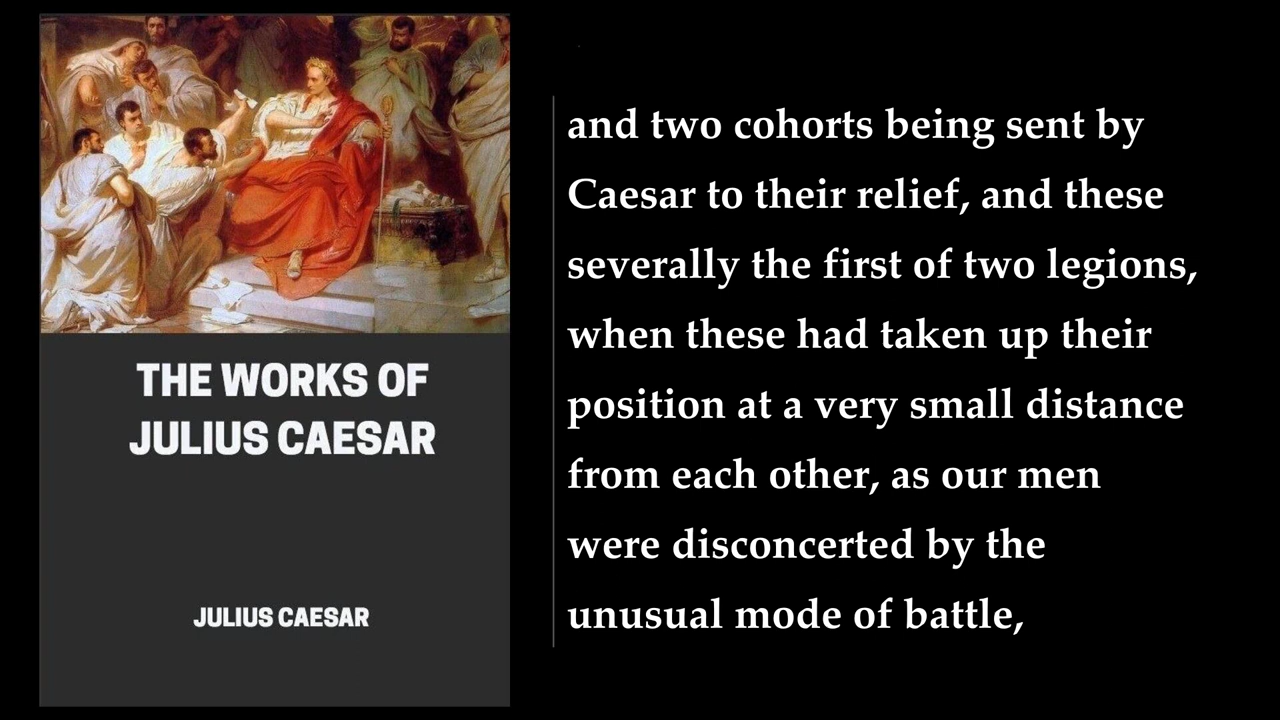 THE WORKS OF
JULIUS CAESAR
JULIUS CAESAR
and two cohorts being sent by
Caesar to their relief, and these
severally the first of two legions,
when these had taken up their
position at a very small distance
from each other, as our men
were disconcerted by the
unusual mode of battle,